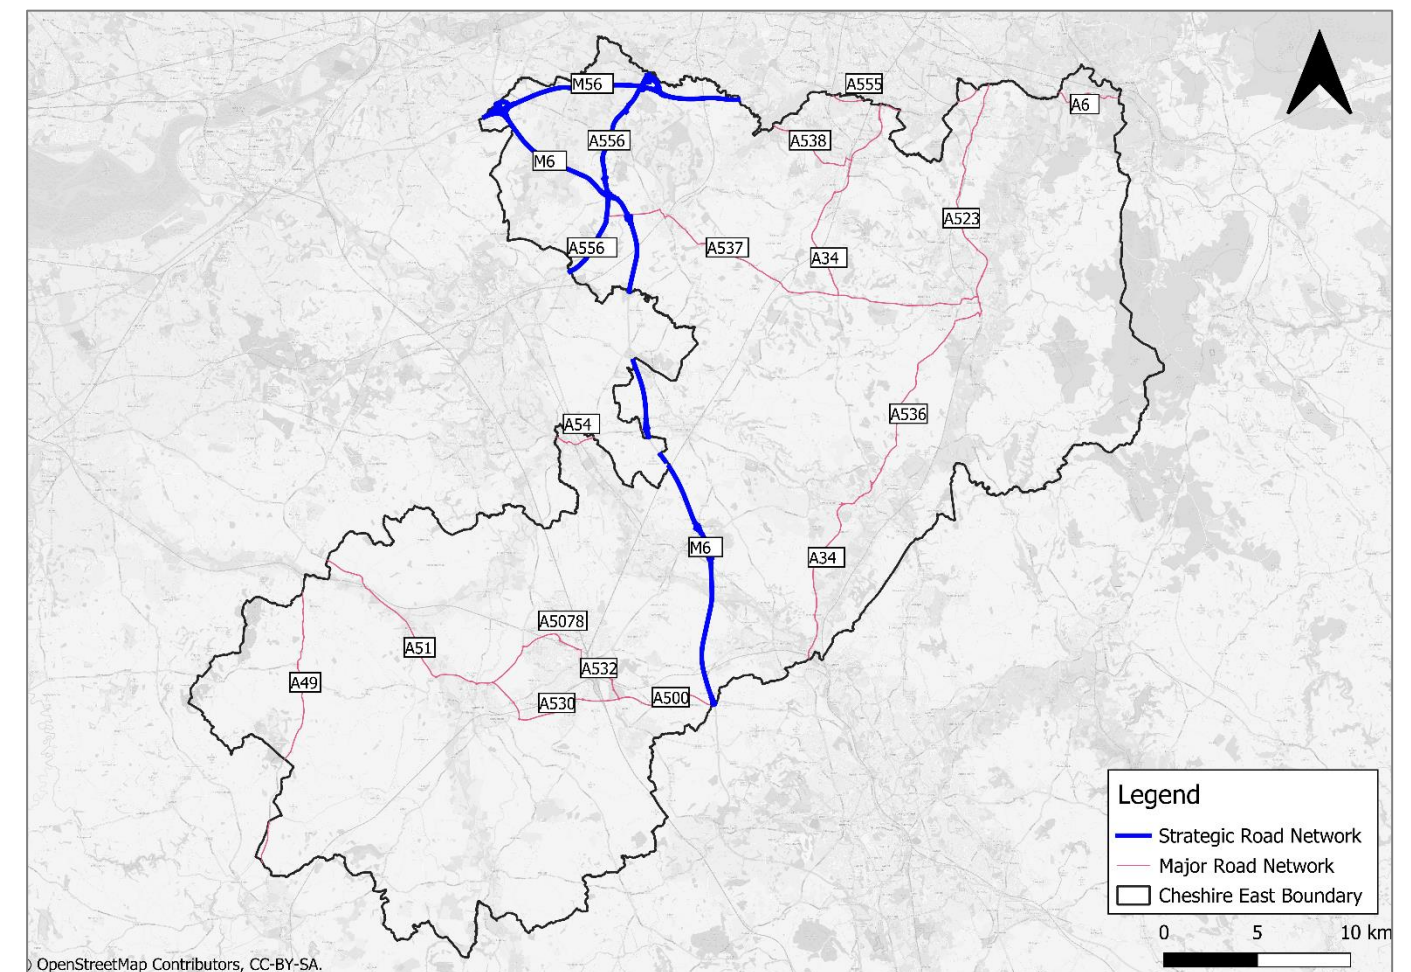 M56
A555
A6
A556
A538
M6
A523
A556
A537
A34
A54
A536
M6
A34
A5078
A51
A532
A49
A530
A500
Legend
Strategic Road Network
Major Road Network
Cheshire East Boundary
0 5 10 km
OpenStreetMap Contributors, CC-BY-SA.